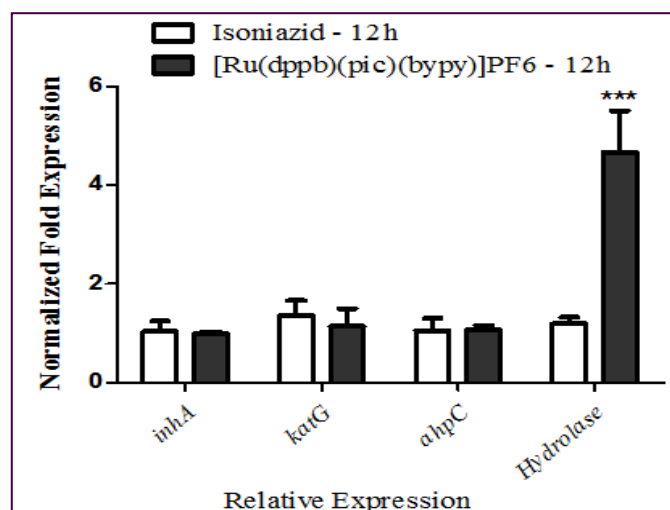 Isoniazid - 12h
[Ru(dppb)(pic)(bypy)]PF6 - 12h
Normalized Fold Expression
6
4
2
0
***
inhA
katG
ahpC
Hydrolase
Relative Expression